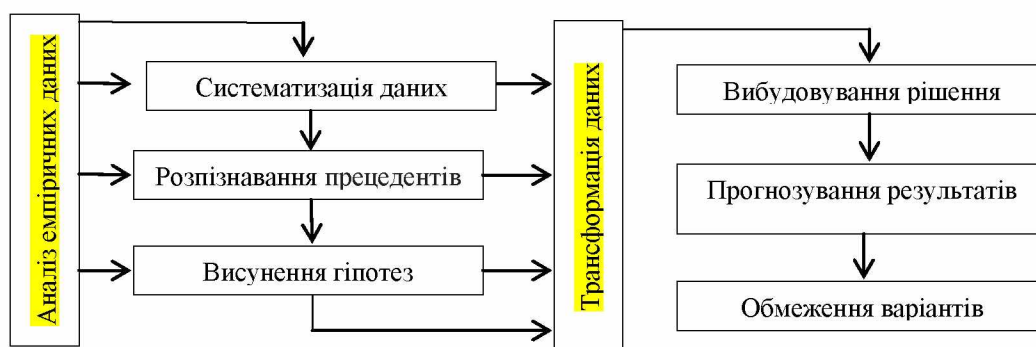 Аналіз емпіричних даних
Систематизація даних
Розпізнавання прецедентів
Висунення гіпотез
Трансформація даних
Вибудовування рішення
Прогнозування результатів
Обмеження варіантів